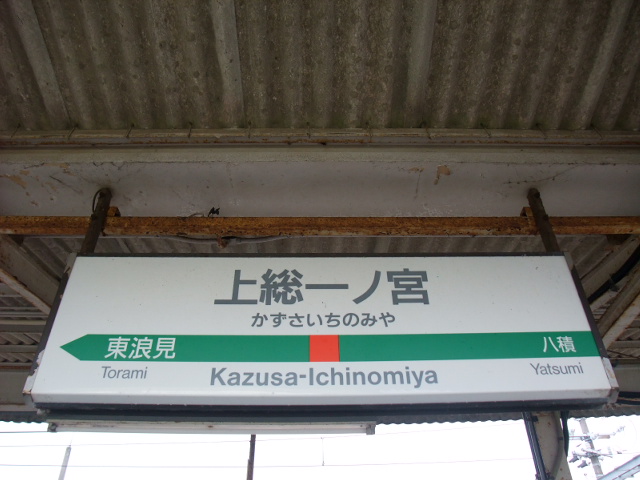 上総一ノ宮
かずさいちのみや
東浪見 八積
Torami Kazusa-Ichinomiya Yatsumi